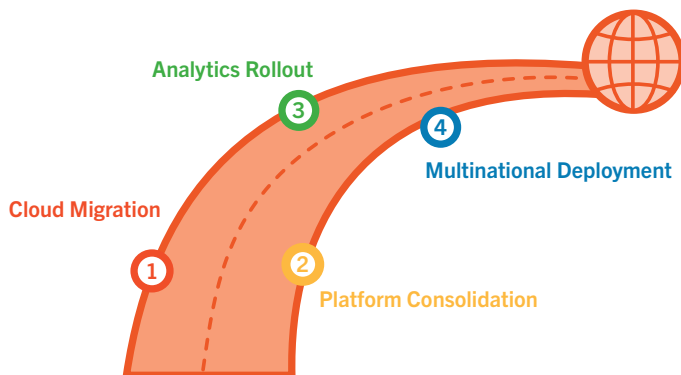 Analytics Rollout
3
4
Multinational Deployment
Cloud Migration
1
2
Platform Consolidation